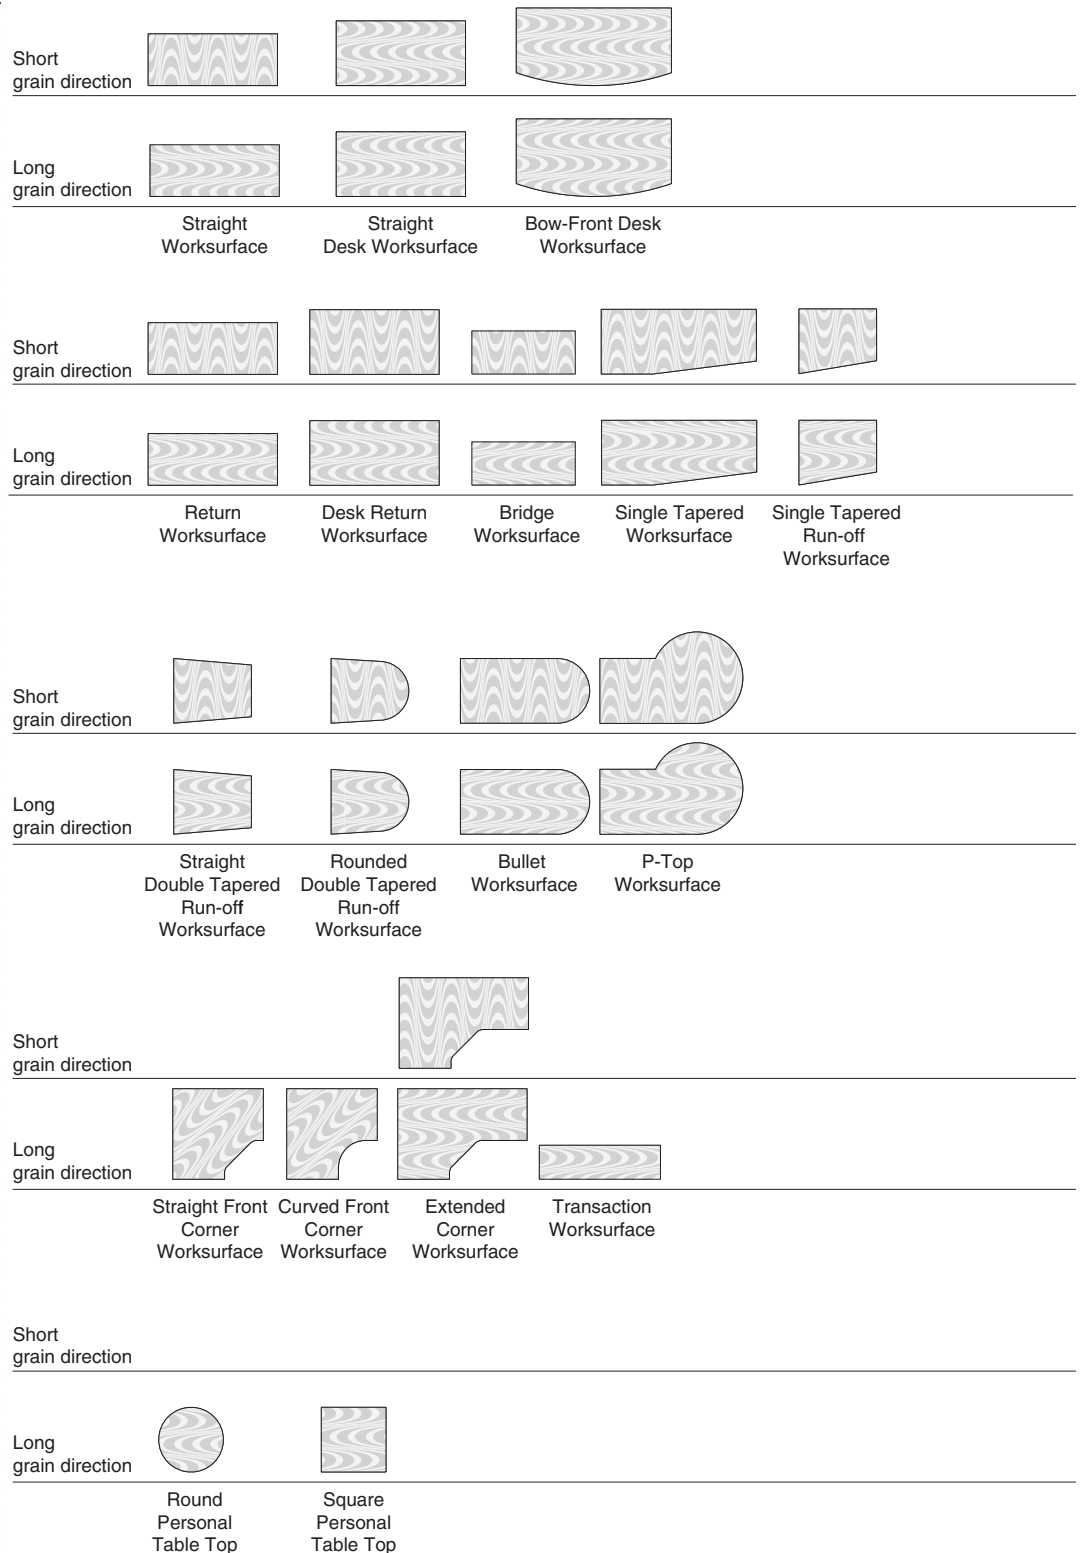 Short
grain direction
Long
grain direction
Straight
Worksurface
Straight
Desk Worksurface
Bow-Front Desk
Worksurface
Short
grain direction
Long
grain direction
Return
Worksurface
Desk Return
Worksurface
Bridge
Worksurface
Single Tapered
Worksurface
Single Tapered
Run-off
Worksurface
Short
grain direction
Long
grain direction
Straight
Double Tapered
Run-off
Worksurface
Rounded
Double Tapered
Run-off
Worksurface
Bullet
Worksurface
P-Top
Worksurface
Short
grain direction
Long
grain direction
Straight Front
Corner
Worksurface
Curved Front
Corner
Worksurface
Extended
Corner
Worksurface
Transaction
Worksurface
Short
grain direction
Long
grain direction
Round
Personal
Table Top
Square
Personal
Table Top